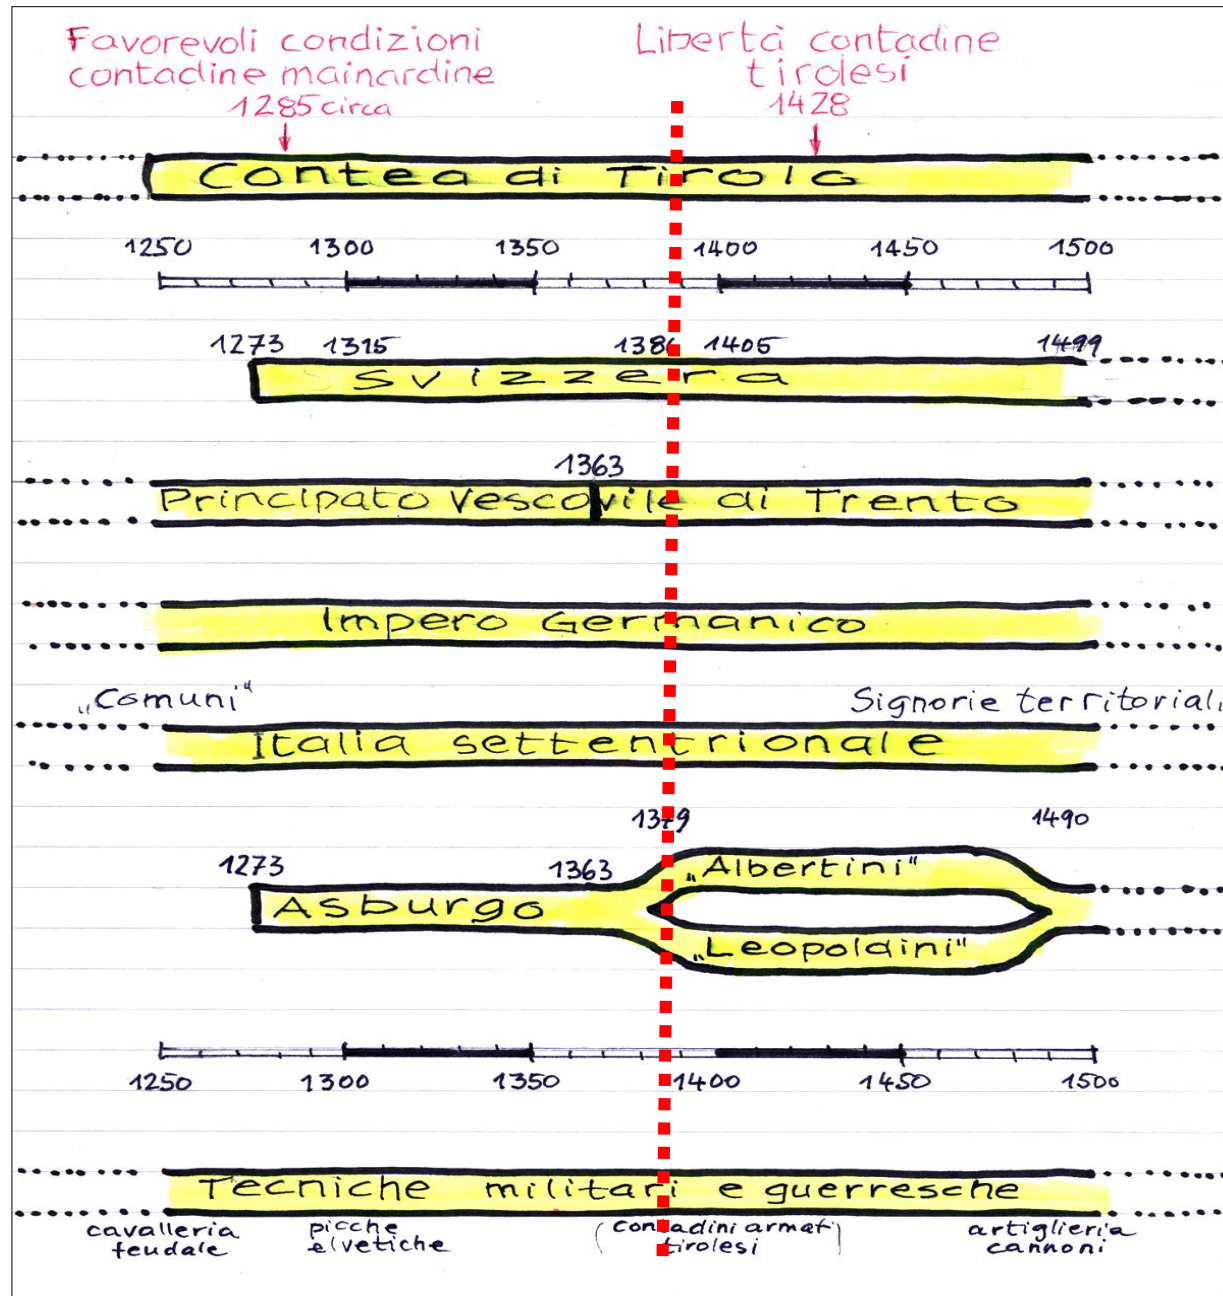 Favorevoli condizioni
contadine mainardine
1285 circa
Libertà contadine
tirolesi
1428
Contea di Tirolo
1250 1300 1350 1400 1450 1500
1273 1315 138 1405 1499
Svizzera
1363
Principato Vescovile di Trento
Impero Germanico
„Comuni“ Signorie territoriali
Italia settentrionale
1379 1490
1273 1363
„Albertini“
Asburgo
„Leopoldini“
1250 1300 1350 1400 1450 1500
Tecniche militari e guerresche
cavalleria
feudale
picche
elvetiche
(contadini armati
tirolesi)
artiglieria
cannoni